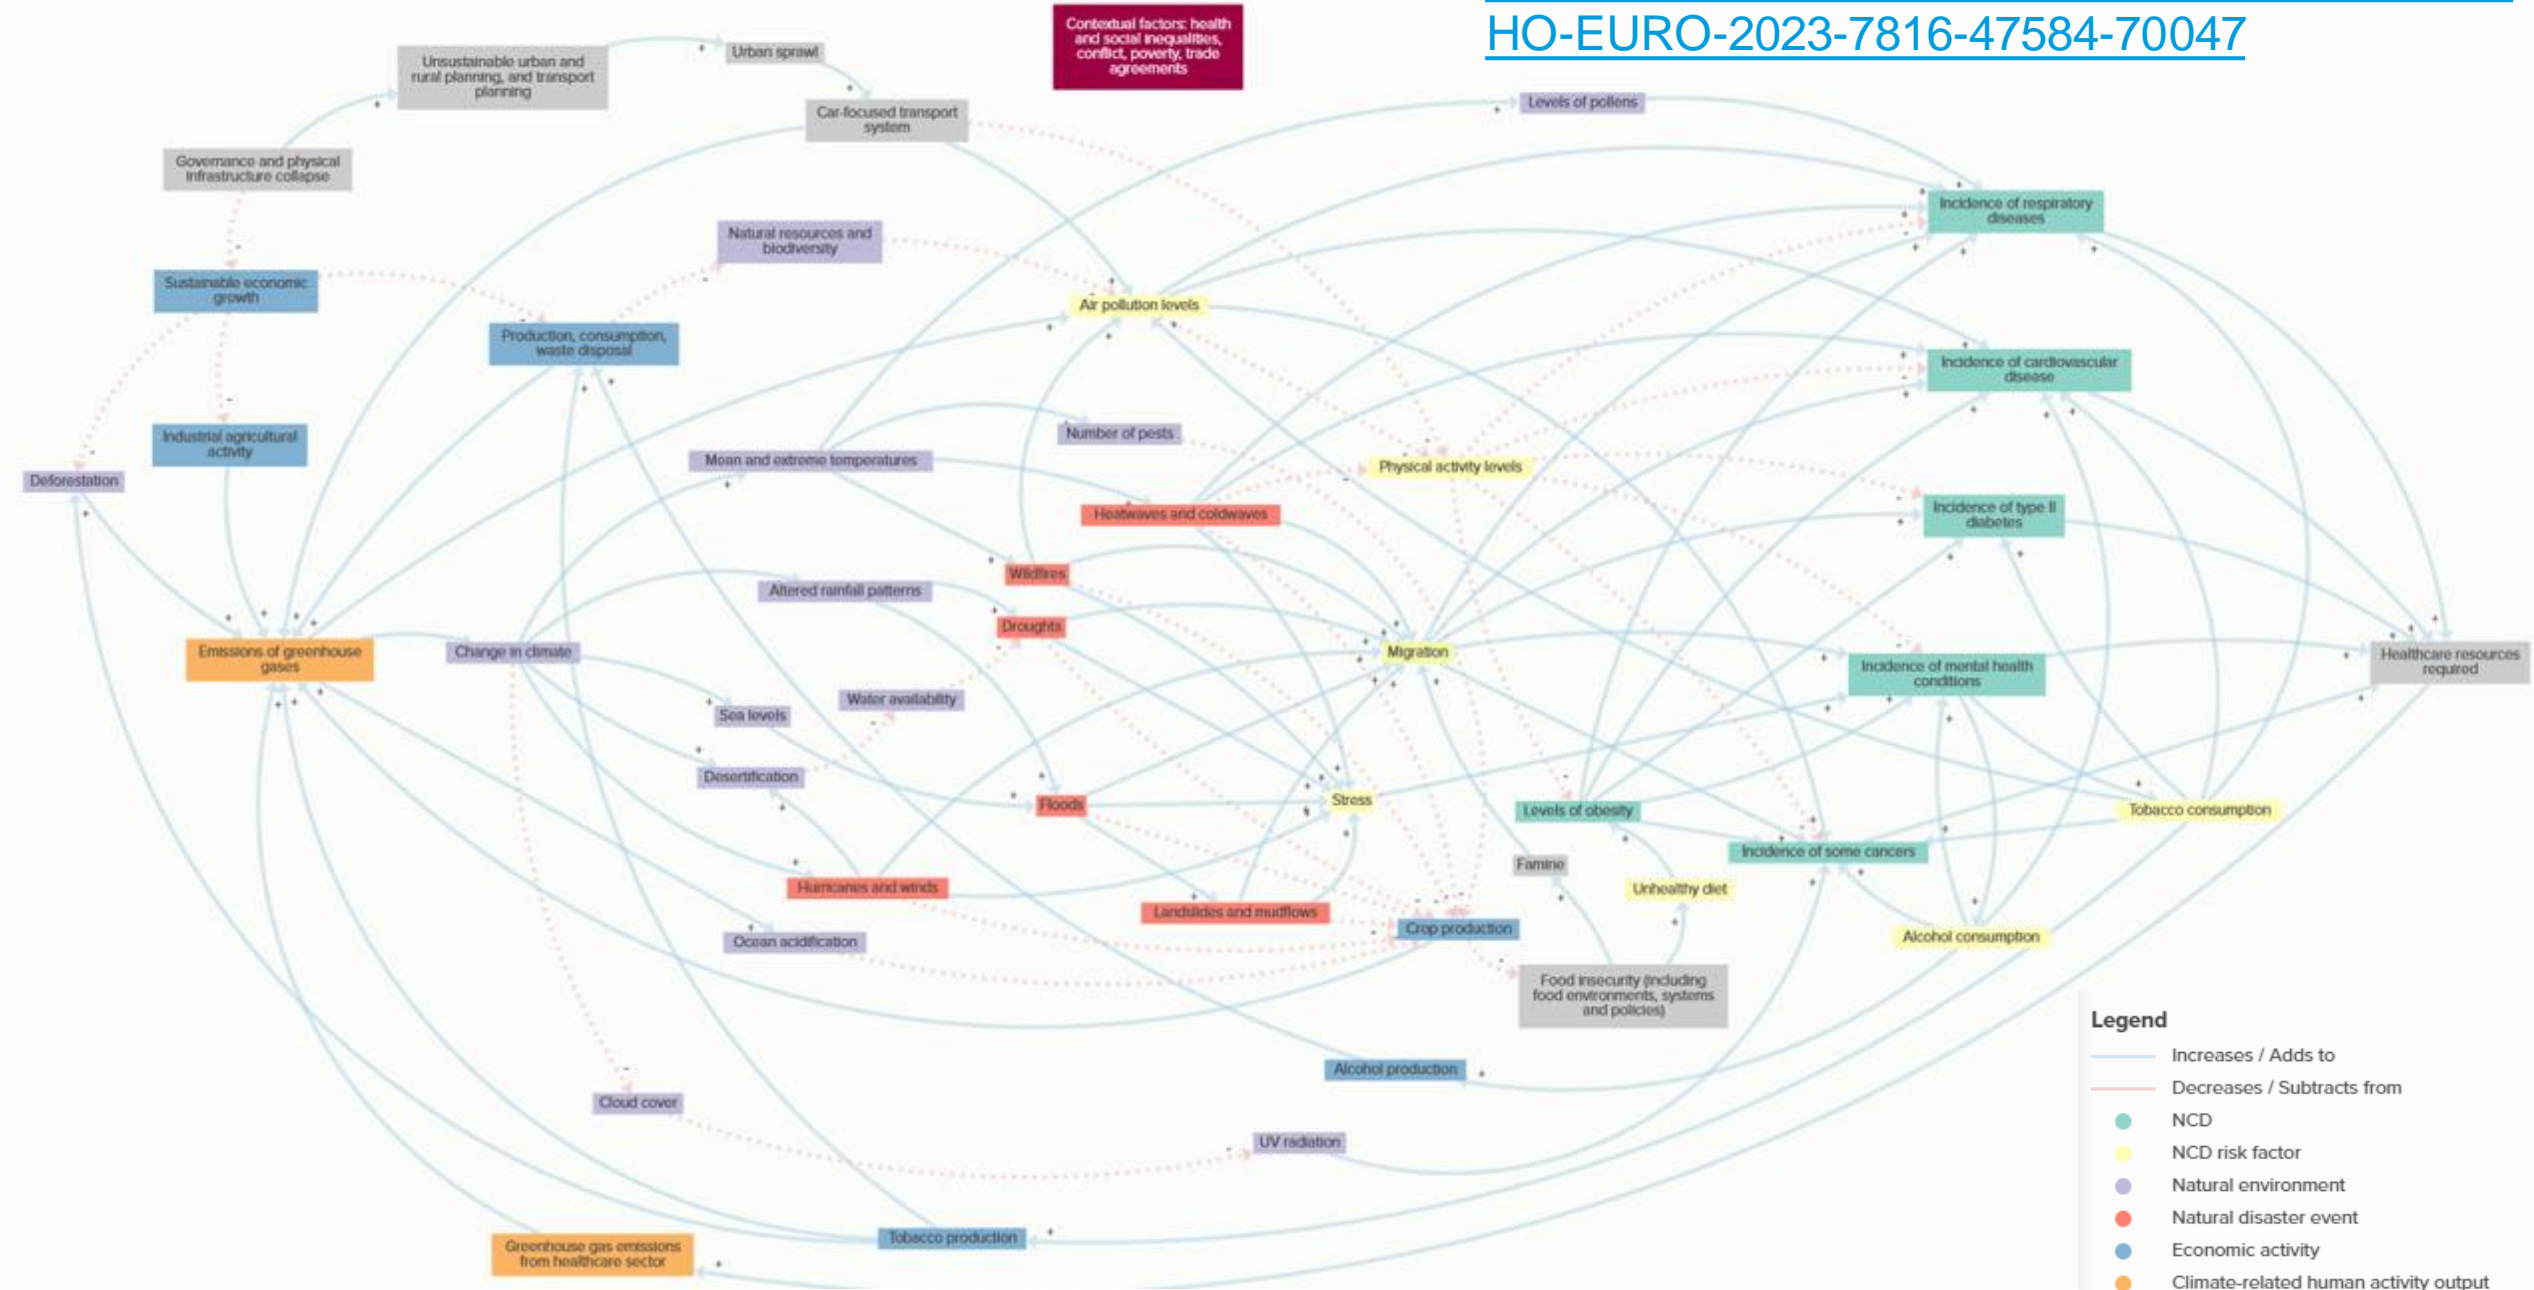 HO-EURO-2023-7816-47584-70047
Contextual factors: health
and social inequalities,
conflict, poverty, trade
agreements
Unsustainable urban and
rural planning, and transport
planning
Urban sprawl
Car-focused transport
system
Levels of pollens
Governance and physical
infrastructure collapse
Incidence of respiratory
diseases
Natural resources and
biodiversity
Sustainable economic
growth
Air pollution levels
Production, consumption,
waste disposal
Incidence of cardiovascular
disease
Industrial agricultural
activity
Number of pests
Mean and extreme temperatures
Physical activity levels
Deforestation
Heatwaves and coldwaves
Incidence of type II
diabetes
Wildfires
Altered rainfall patterns
Droughts
Emissions of greenhouse
gases
Change in climate
Migration
Incidence of mental health
conditions
Healthcare resources
required
Water availability
Sea levels
Desertification
Floods
Stress
Levels of obesity
Tobacco consumption
Incidence of some cancers
Famine
Unhealthy diet
Hurricanes and winds
Landslides and mudflows
Crop production
Alcohol consumption
Ocean acidification
Food insecurity (including
food environments, systems
and policies)
Alcohol production
Cloud cover
UV radiation
Tobacco production
Greenhouse gas emissions
from healthcare sector
Legend
Increases / Adds to
Decreases / Subtracts from
NCD
NCD risk factor
Natural environment
Natural disaster event
Economic activity
Climate-related human activity output